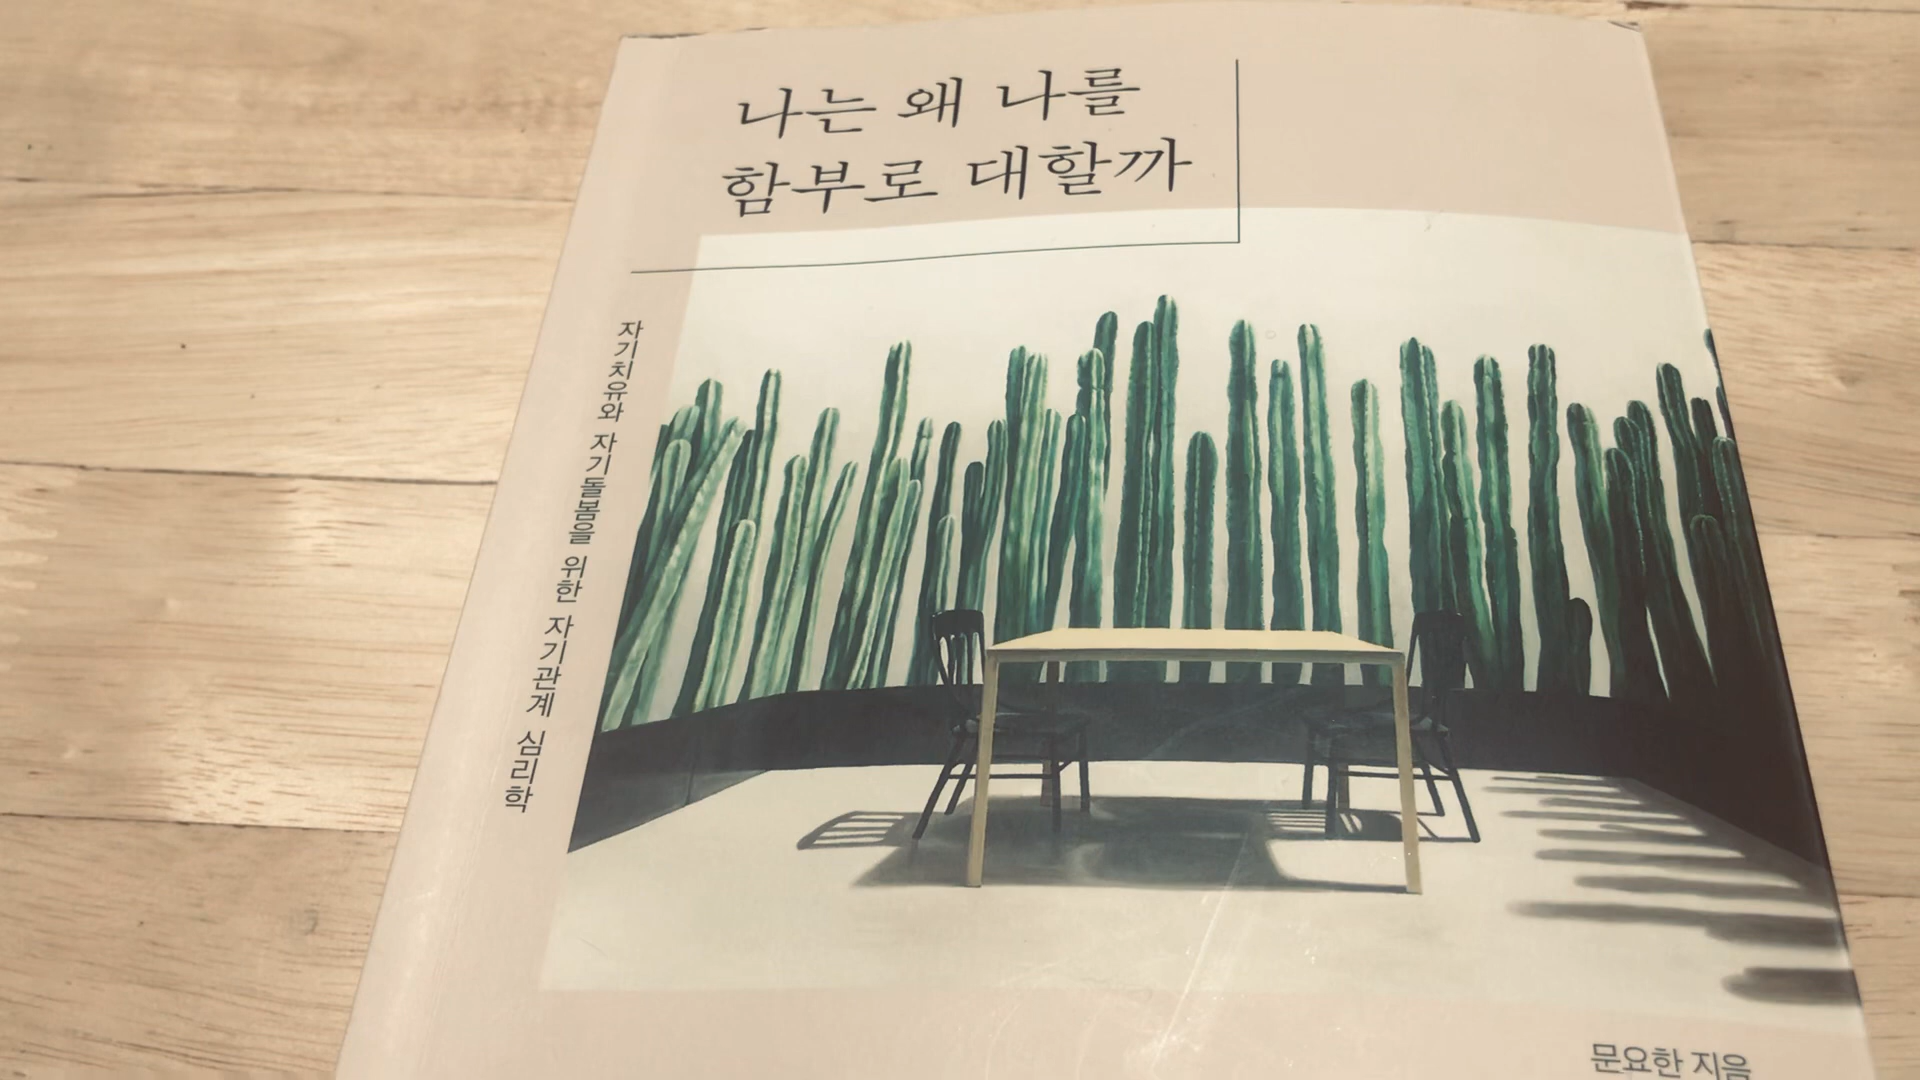 나는 왜 나를
함부로 대할까
자기치유와 자기돌봄을 위한 자기관계 심리학
문요한 지음